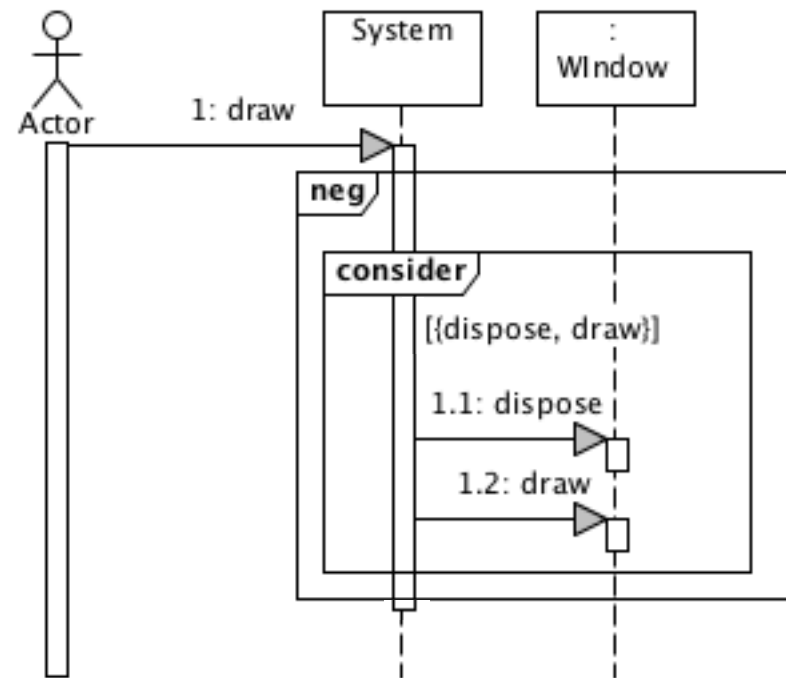 System
:
WIndow
Actor
1: draw
neg
consider
[{dispose, draw}]
1.1: dispose
1.2: draw